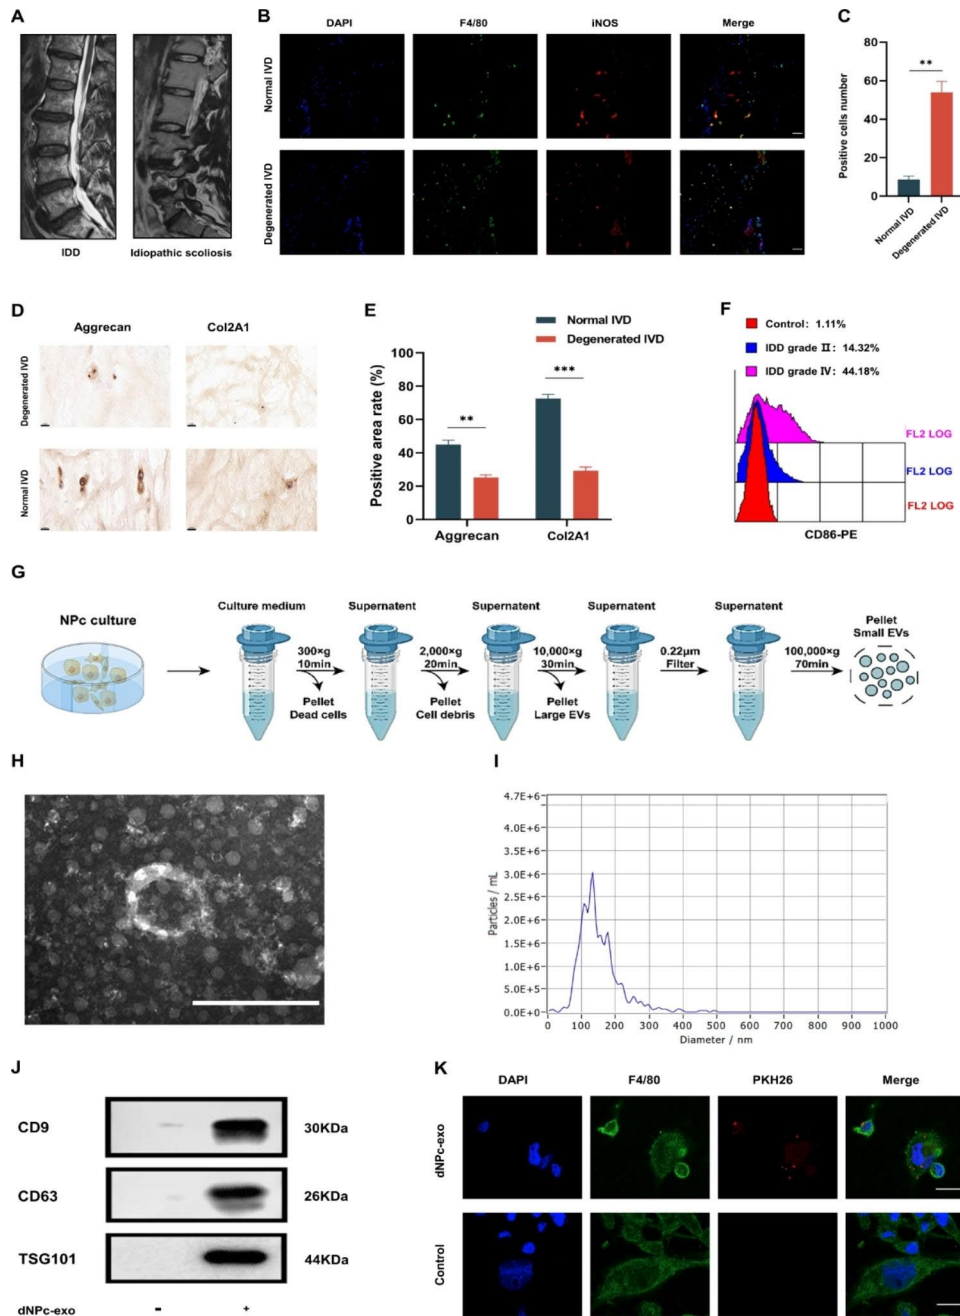 A
IDD
Idiopathic scoliosis
B
DAPI
F4/80
iNOS
Merge
Normal IVD
Degenerated IVD
C
Positive cells number
80
60
40
20
0
**
Normal IVD
Degenerated IVD
D
Aggrecan
Col2A1
Degenerated IVD
Normal IVD
E
Normal IVD
Degenerated IVD
Positive area rate (%)
100
80
60
40
20
0
**
***
Aggrecan
Col2A1
F
Control: 1.11%
IDD grade II: 14.32%
IDD grade IV: 44.18%
FL2 LOG
FL2 LOG
FL2 LOG
CD86-PE
G
NPc culture
Culture medium
Supernatent
Supernatent
Supernatent
Supernatent
300×g
10min
Pellet
Dead cells
2,000×g
20min
Pellet
Cell debris
10,000×g
30min
Pellet
Large EVs
0.22μm
Filter
100,000×g
70min
Pellet
Small EVs
H
I
Particles / mL
4.7E+6
4.0E+6
3.5E+6
3.0E+6
2.5E+6
2.0E+6
1.5E+6
1.0E+6
5.0E+5
0.0E+0
0 100 200 300 400 500 600 700 800 900 1000
Diameter / nm
J
CD9
30KDa
CD63
26KDa
TSG101
44KDa
dNPc-exo - +
K
DAPI
F4/80
PKH26
Merge
dNPc-exo
Control